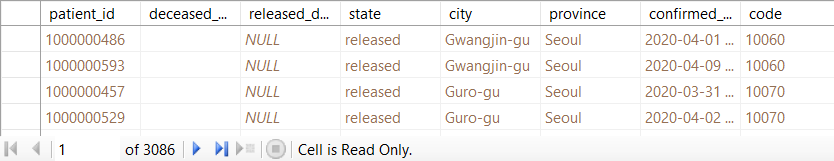 patient_id deceased_... released_d... state city province confirmed_... code
1000000486 NULL released Gwangjin-gu Seoul 2020-04-01 ... 10060
1000000593 NULL released Gwangjin-gu Seoul 2020-04-09 ... 10060
1000000457 NULL released Guro-gu Seoul 2020-03-31 ... 10070
1000000529 NULL released Guro-gu Seoul 2020-04-02 ... 10070
1 of 3086 Cell is Read Only.